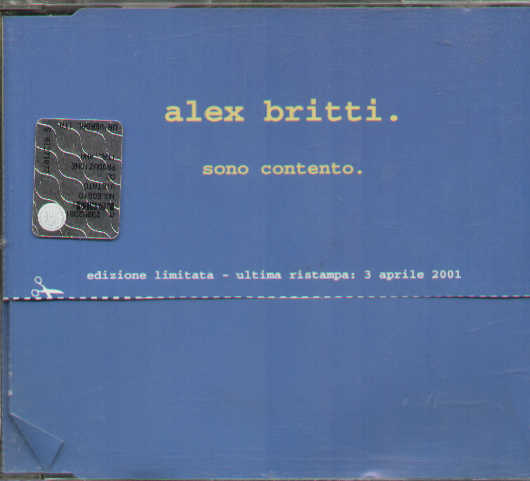 alex britti.
sono contento.
edizione limitata - ultima ristampa: 3 aprile 2001